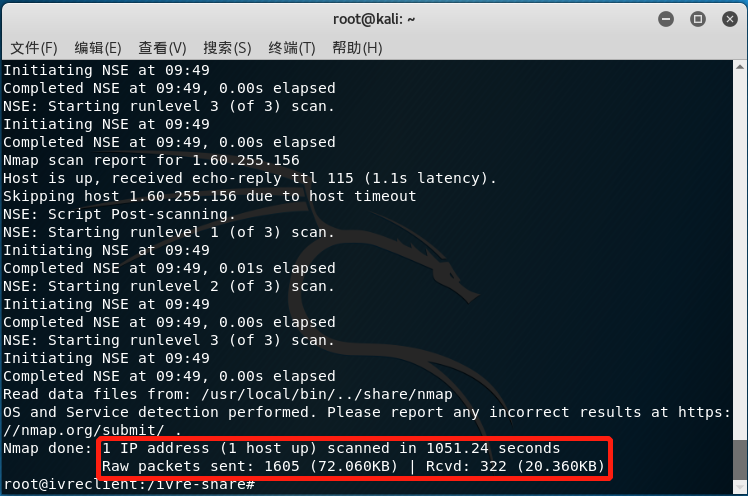 root@kali: ~
文件(F) 编辑(E) 查看(V) 搜索(S) 终端(T) 帮助(H)
Initiating NSE at 09:49
Completed NSE at 09:49, 0.00s elapsed
NSE: Starting runlevel 3 (of 3) scan.
Initiating NSE at 09:49
Completed NSE at 09:49, 0.00s elapsed
Nmap scan report for 1.60.255.156
Host is up, received echo-reply ttl 115 (1.1s latency).
Skipping host 1.60.255.156 due to host timeout
NSE: Script Post-scanning.
NSE: Starting runlevel 1 (of 3) scan.
Initiating NSE at 09:49
Completed NSE at 09:49, 0.01s elapsed
NSE: Starting runlevel 2 (of 3) scan.
Initiating NSE at 09:49
Completed NSE at 09:49, 0.00s elapsed
NSE: Starting runlevel 3 (of 3) scan.
Initiating NSE at 09:49
Completed NSE at 09:49, 0.00s elapsed
Read data files from: /usr/local/bin/../share/nmap
OS and Service detection performed. Please report any incorrect results at https:
//nmap.org/submit/ .
Nmap done: 1 IP address (1 host up) scanned in 1051.24 seconds
Raw packets sent: 1605 (72.060KB) | Rcvd: 322 (20.360KB)
root@ivreclient:/ivre-share#